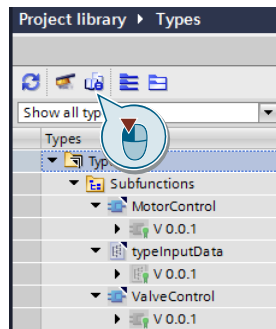 Project library ▸ Types
Show all typ
Types
Typ
Subfunctions
MotorControl
V 0.0.1
typeInputData
V 0.0.1
ValveControl
V 0.0.1